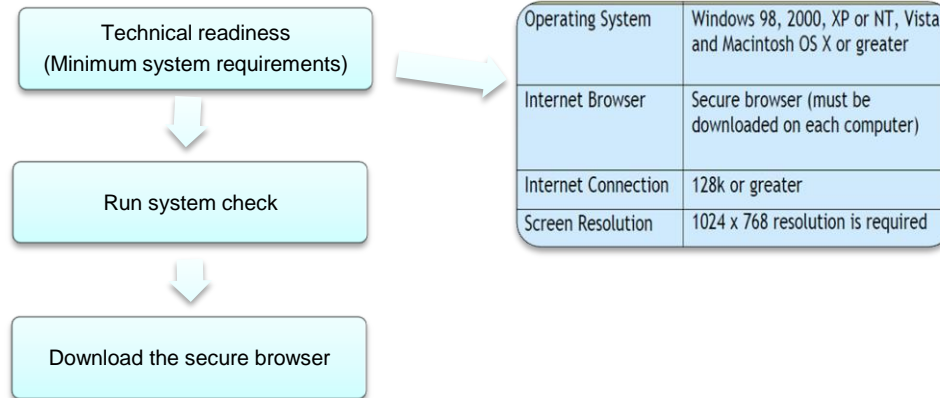 Technical readiness
(Minimum system requirements)
Run system check
Download the secure browser
Operating System
Windows 98, 2000, XP or NT, Vista
and Macintosh OS X or greater
Internet Browser
Secure browser (must be
downloaded on each computer)
Internet Connection
128k or greater
Screen Resolution
1024 x 768 resolution is required